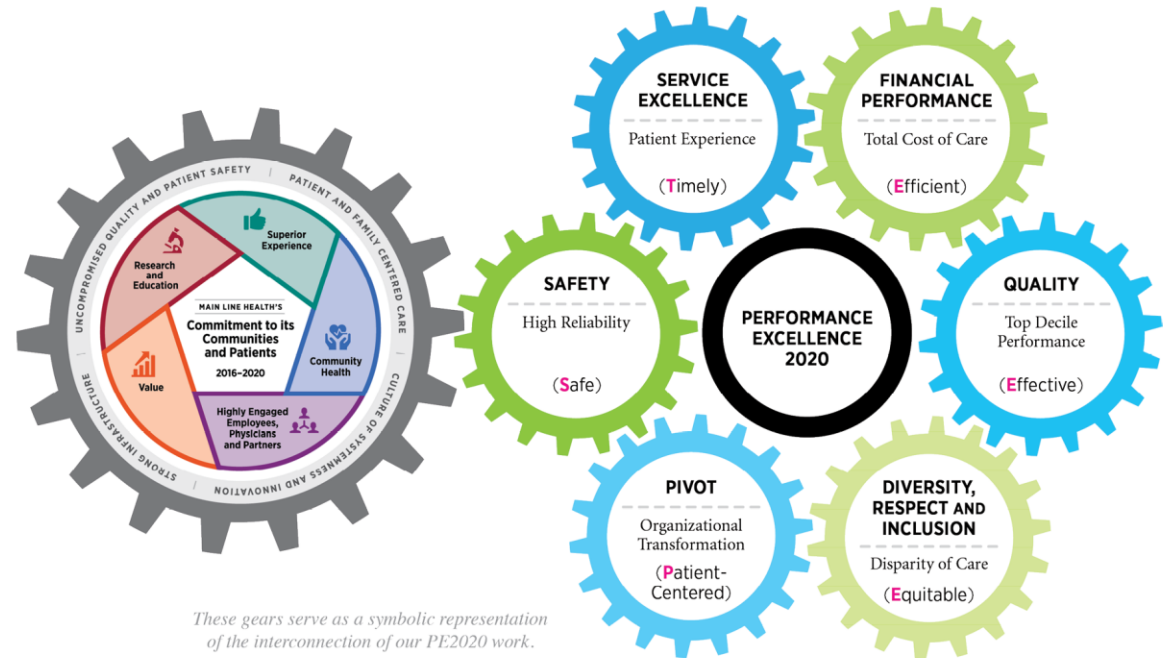 UNCOMPROMISED QUALITY AND PATIENT SAFETY
PATIENT AND FAMILY CENTERED CARE
CULTURE OF SYSTEMNESS AND INNOVATION
STRONG INFRASTRUCTURE
Superior
Experience
Research
and
Education
Community
Health
Value
Highly Engaged
Employees,
Physicians
and Partners
MAIN LINE HEALTH'S
Commitment to its
Communities
and Patients
2016–2020
SERVICE
EXCELLENCE
Patient Experience
(Timely)
FINANCIAL
PERFORMANCE
Total Cost of Care
(Efficient)
SAFETY
High Reliability
(Safe)
PERFORMANCE
EXCELLENCE
2020
QUALITY
Top Decile
Performance
(Effective)
PIVOT
Organizational
Transformation
(Patient-
Centered)
DIVERSITY,
RESPECT AND
INCLUSION
Disparity of Care
(Equitable)
These gears serve as a symbolic representation
of the interconnection of our PE2020 work.